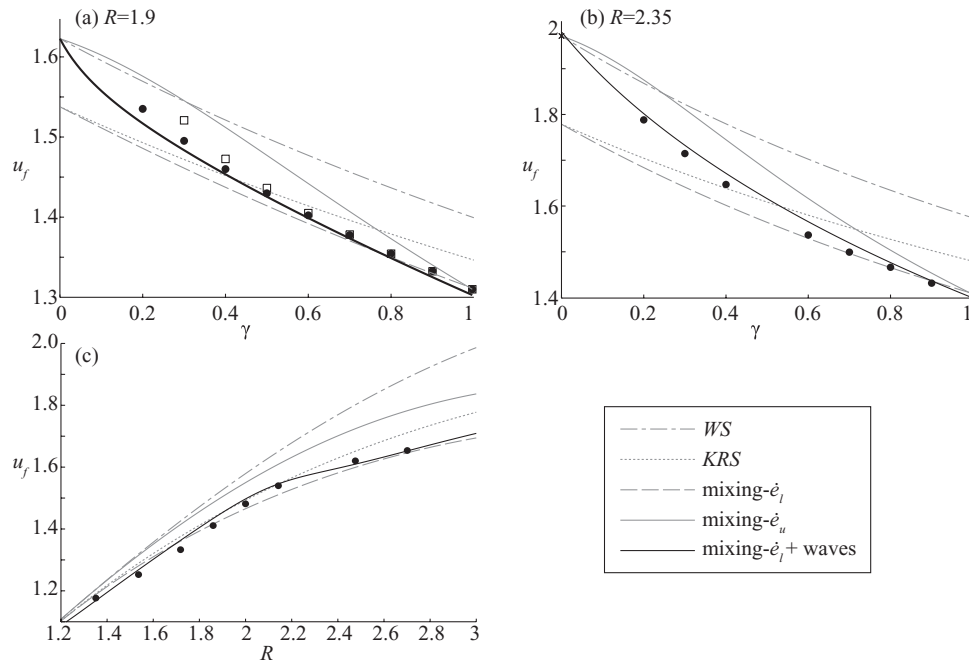 (a) R=1.9
(b) R=2.35
1.6
1.5
1.4
1.3
u_f
0 0.2 0.4 0.6 0.8 1
γ
2
1.8
1.6
1.4
u_f
0 0.2 0.4 0.6 0.8 1
γ
(c)
2.0
1.8
1.6
1.4
1.2
u_f
1.2 1.4 1.6 1.8 2 2.2 2.4 2.6 2.8 3
R
WS
KRS
mixing-ė_l
mixing-ė_u
mixing-ė_l + waves